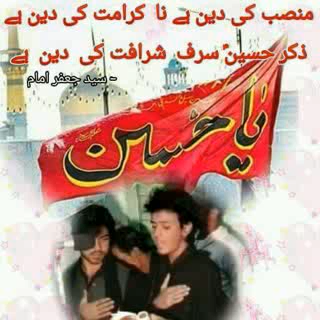 منصب کی دین ہے نا کرامت کی دین ہے
ذکر حسینؑ سرف شرافت کی دین ہے
~ سید جعفر امام
یا حسین